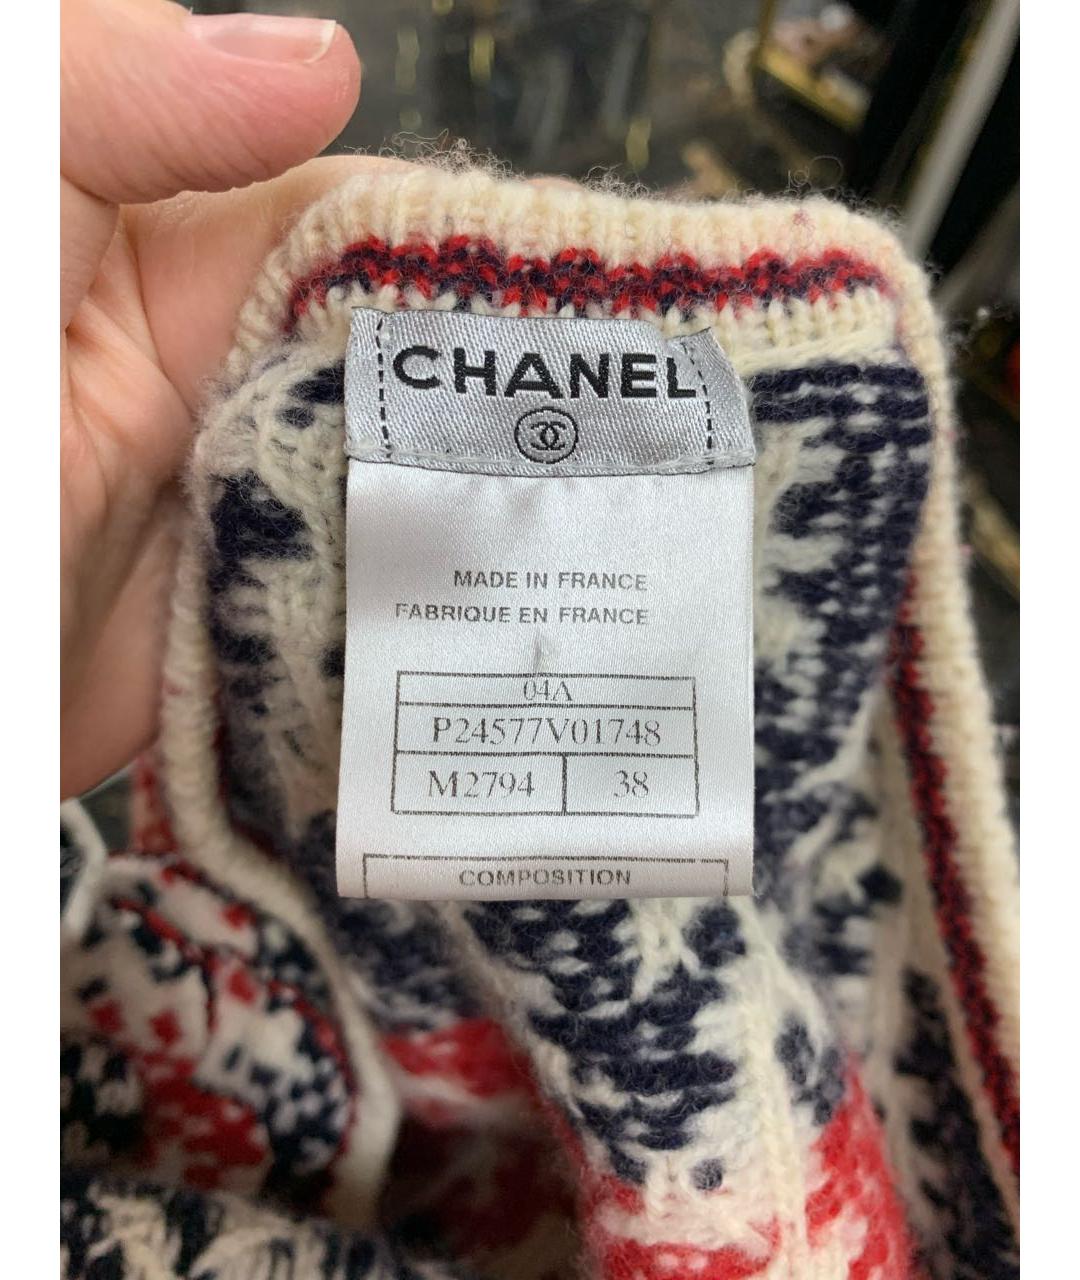 CHANEL
MADE IN FRANCE
FABRIQUE EN FRANCE
04A
P24577V01748
M2794 38
COMPOSITION